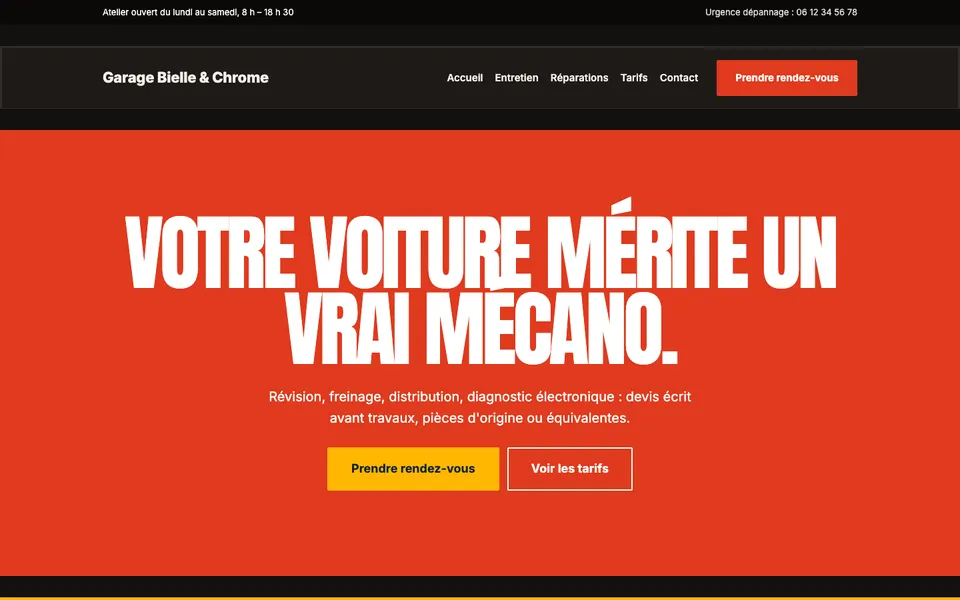 Atelier ouvert du lundi au samedi, 8 h – 18 h 30
Urgence dépannage : 06 12 34 56 78
Garage Bielle & Chrome
Accueil Entretien Réparations Tarifs Contact Prendre rendez-vous
VOTRE VOITURE MÉRITE UN
VRAI MÉCANO.
Révision, freinage, distribution, diagnostic électronique : devis écrit
avant travaux, pièces d'origine ou équivalentes.
Prendre rendez-vous Voir les tarifs